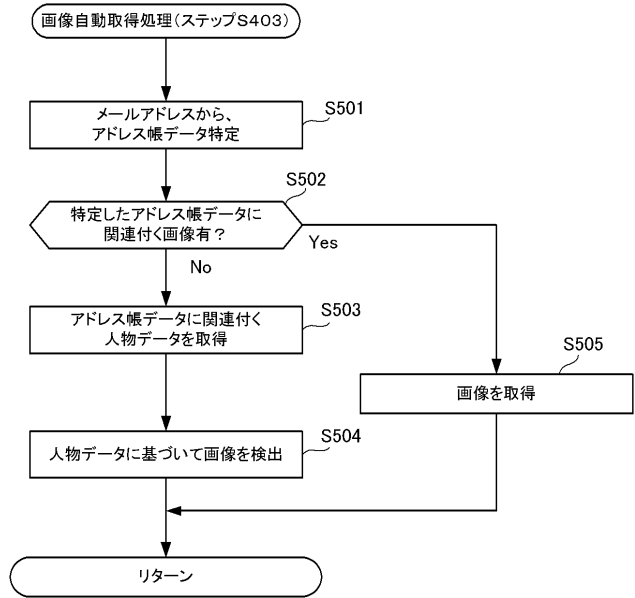 画像自動取得処理(ステップS403)
メールアドレスから、
アドレス帳データ特定
S501
S502
特定したアドレス帳データに
関連付く画像有?
Yes
No
アドレス帳データに関連付く
人物データを取得
S503
S505
画像を取得
人物データに基づいて画像を検出
S504
リターン